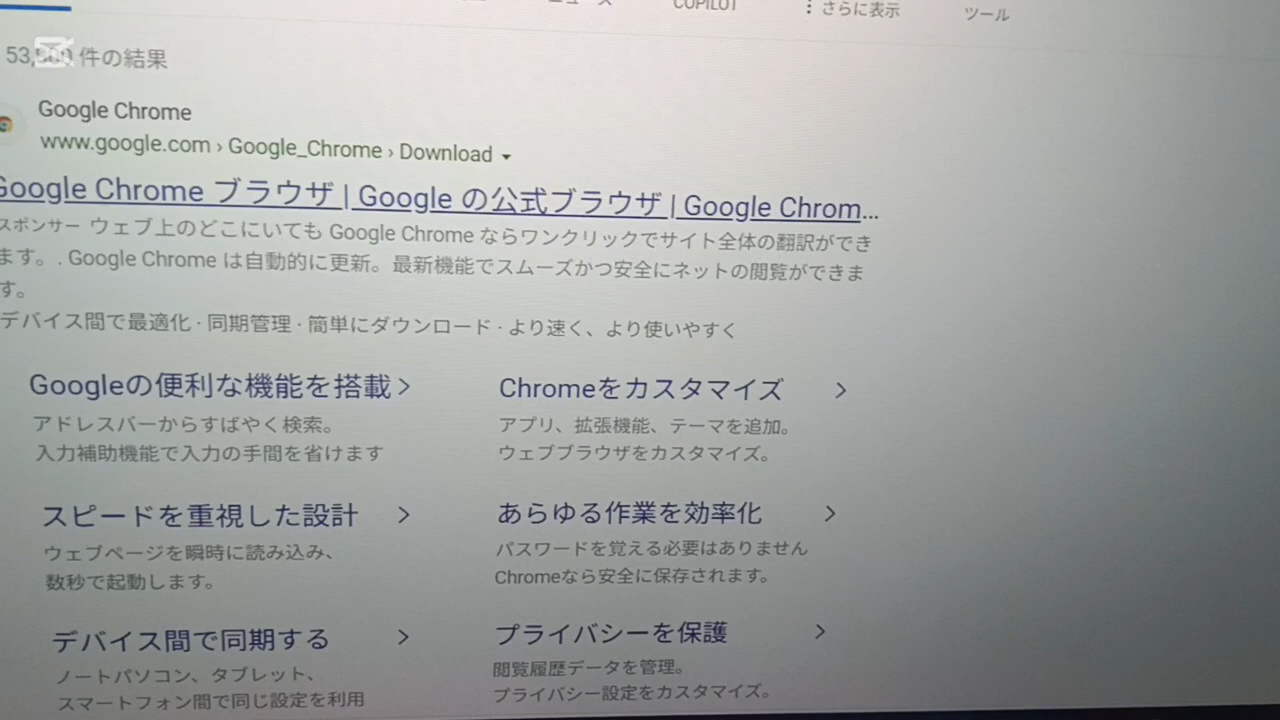 COPILOT
さらに表示
ツール
件の結果
Google Chrome
www.google.com › Google_Chrome › Download
Google Chrome ブラウザ | Google の公式ブラウザ | Google Chrom...
スポンサー ウェブ上のどこにいても Google Chrome ならワンクリックでサイト全体の翻訳ができ
ます。. Google Chrome は自動的に更新。最新機能でスムーズかつ安全にネットの閲覧ができま
す。
デバイス間で最適化 · 同期管理 · 簡単にダウンロード · より速く、より使いやすく
Googleの便利な機能を搭載
アドレスバーからすばやく検索。
入力補助機能で入力の手間を省けます
Chromeをカスタマイズ
アプリ、拡張機能、テーマを追加。
ウェブブラウザをカスタマイズ。
スピードを重視した設計
ウェブページを瞬時に読み込み、
数秒で起動します。
あらゆる作業を効率化
パスワードを覚える必要はありません
Chromeなら安全に保存されます。
デバイス間で同期する
ノートパソコン、タブレット、
スマートフォン間で同じ設定を利用
プライバシーを保護
閲覧履歴データを管理。
プライバシー設定をカスタマイズ。